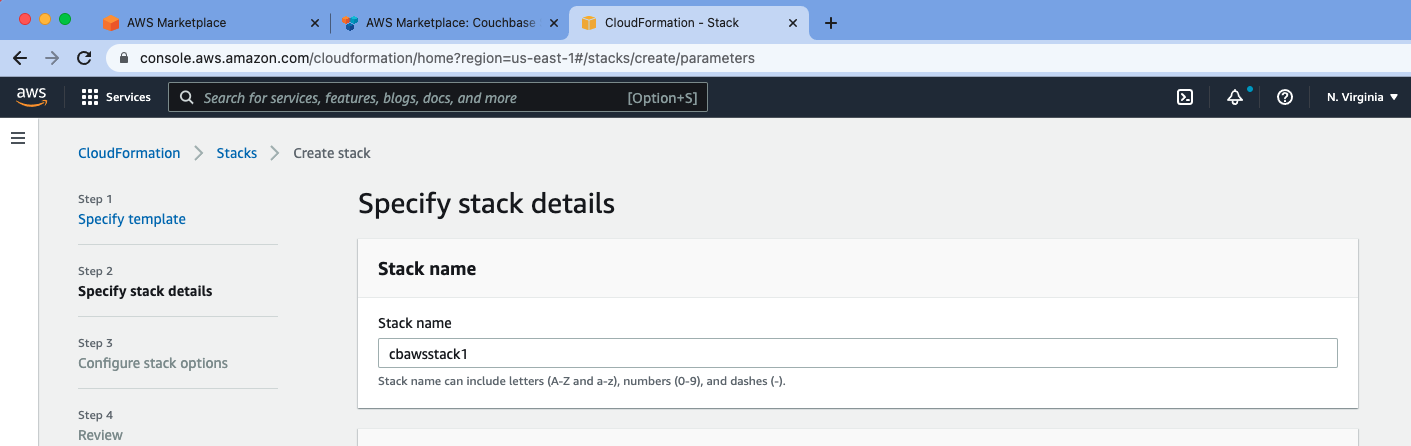 AWS Marketplace
AWS Marketplace: Couchbase
CloudFormation - Stack
console.aws.amazon.com/cloudformation/home?region=us-east-1#/stacks/create/parameters
aws
Services
Search for services, features, blogs, docs, and more
[Option+S]
N. Virginia
CloudFormation
Stacks
Create stack
Step 1
Specify template
Step 2
Specify stack details
Step 3
Configure stack options
Step 4
Review
Specify stack details
Stack name
Stack name
cbawsstack1
Stack name can include letters (A-Z and a-z), numbers (0-9), and dashes (-).